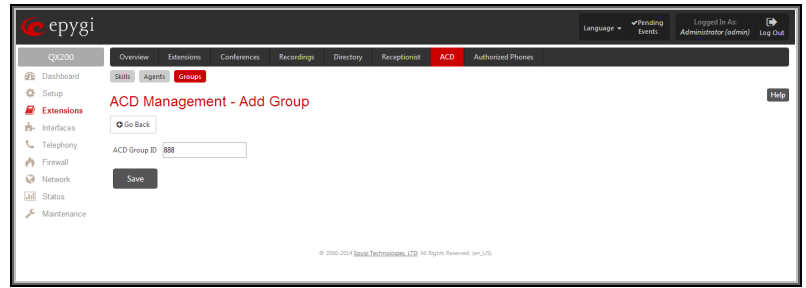 epygi
Language
Pending Events
Logged In As:
Administrator (admin)
Log Out
QX200
Overview Extensions Conferences Recordings Directory Receptionist ACD Authorized Phones
Dashboard
Setup
Extensions
Interfaces
Telephony
Firewall
Network
Status
Maintenance
Skills Agents Groups
ACD Management - Add Group
Help
Go Back
ACD Group ID 888
Save
© 2000-2014 Epygi Technologies, LTD. All Rights Reserved. (en_US)